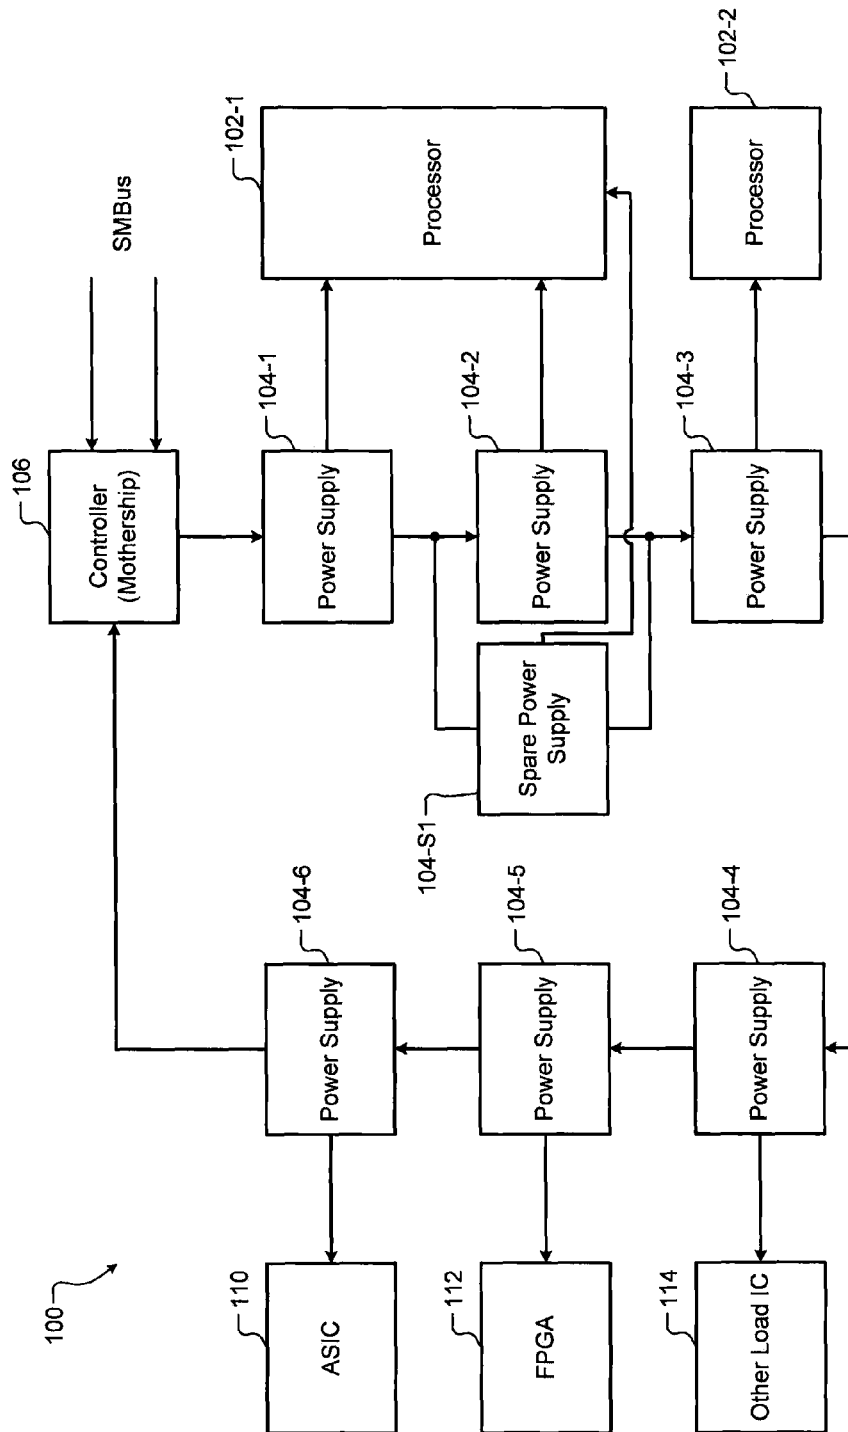 106
100
Controller
(Mothership)
SMBus
110
104-6
104-1
102-1
ASIC
Power Supply
Power Supply
Processor
112
104-5
104-S1
104-2
FPGA
Power Supply
Spare Power
Supply
Power Supply
114
104-4
104-3
102-2
Other Load IC
Power Supply
Power Supply
Processor